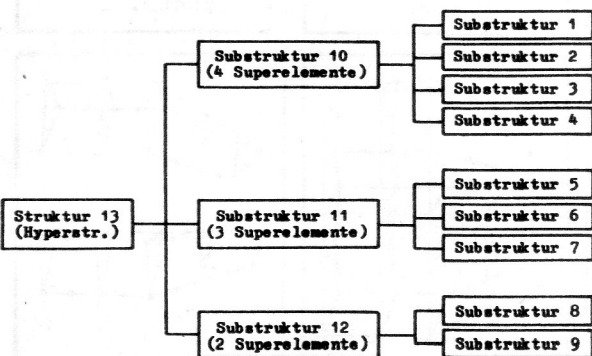 Substruktur 1
Substruktur 10
(4 Superelemente)
Substruktur 2
Substruktur 3
Substruktur 4
Substruktur 5
Struktur 13
(Hyperstr.)
Substruktur 11
(3 Superelemente)
Substruktur 6
Substruktur 7
Substruktur 8
Substruktur 12
(2 Superelemente)
Substruktur 9